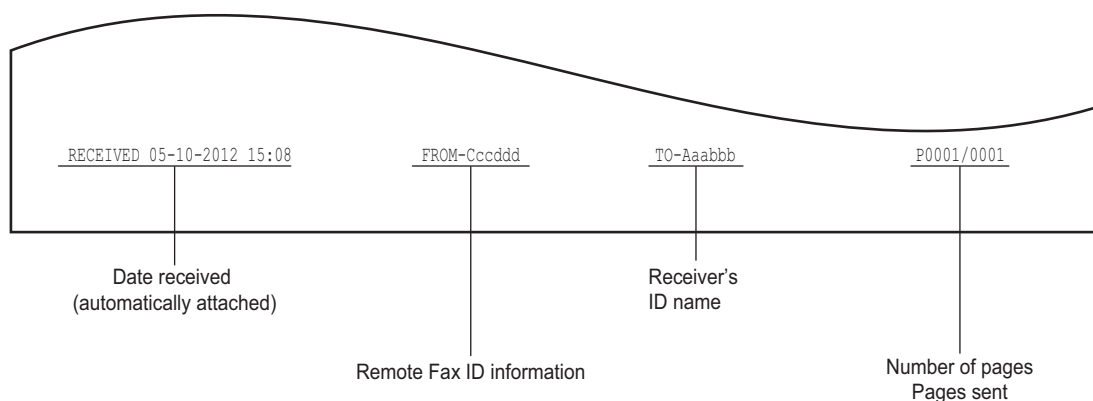 RECEIVED 05-10-2012 15:08 FROM-Cccddd TO-Aaabbb P0001/0001
Date received
(automatically attached)
Receiver’s
ID name
Remote Fax ID information
Number of pages
Pages sent